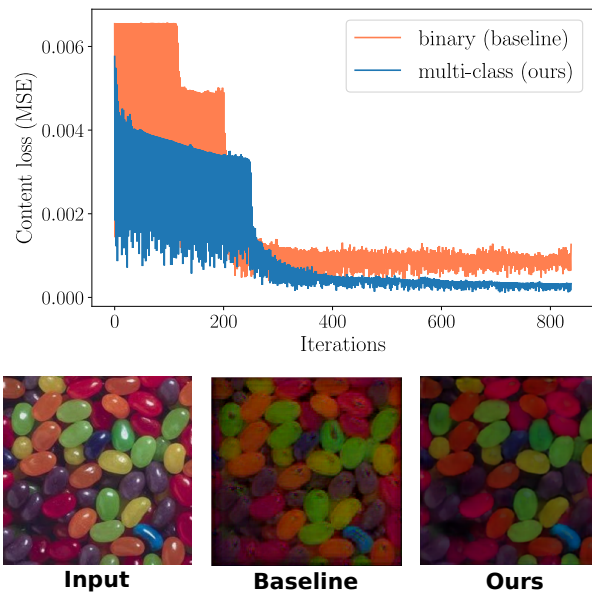 0.006
0.004
0.002
0.000
Content loss (MSE)
binary (baseline)
multi-class (ours)
0 200 400 600 800
Iterations
Input Baseline Ours